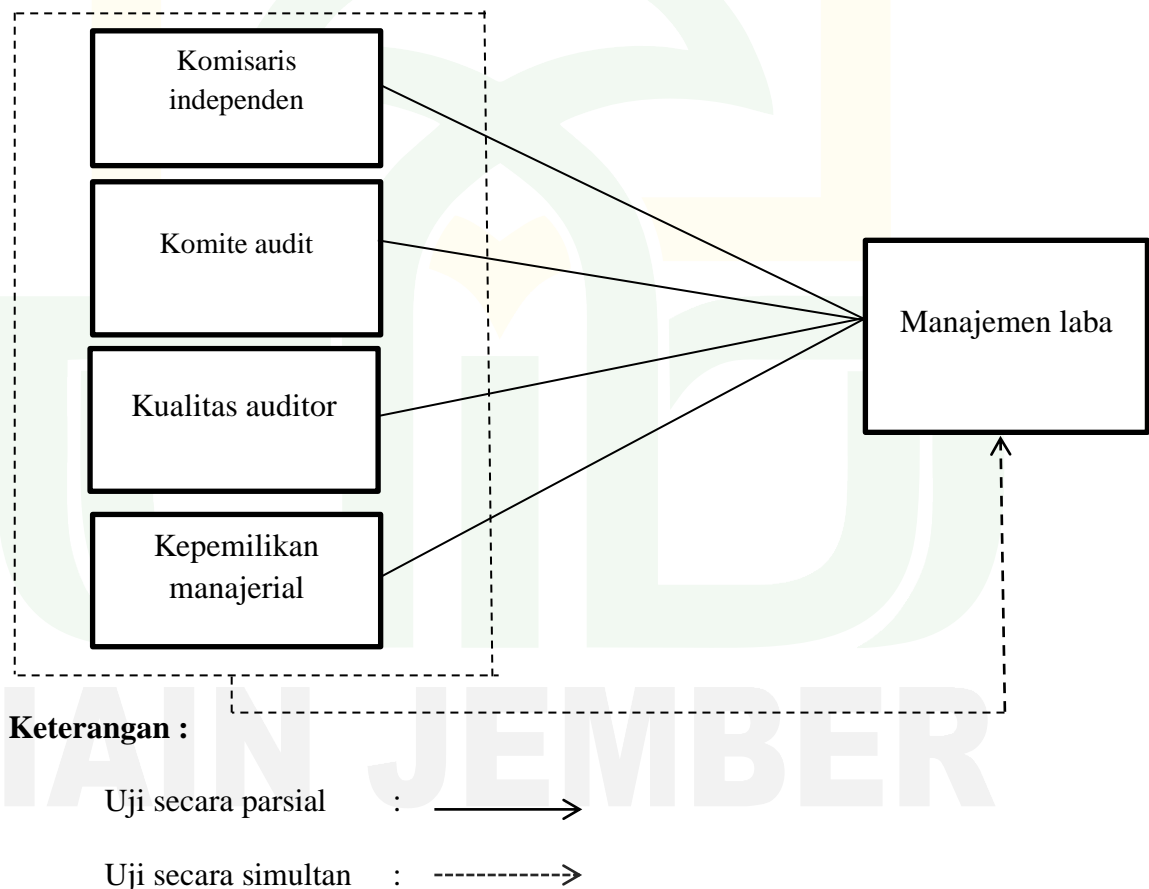 Komisaris
independen
Komite audit
Kualitas auditor
Kepemilikan
manajerial
Manajemen laba
IAIN JEMBER
Keterangan :
Uji secara parsial :
Uji secara simultan :